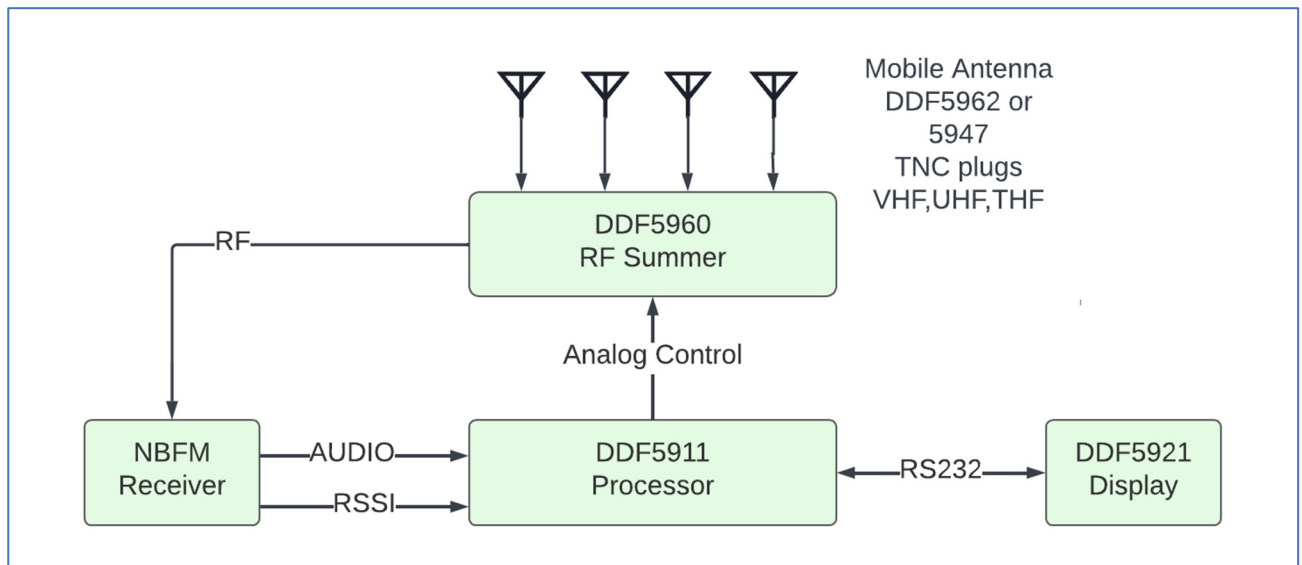 Mobile Antenna
DDF5962 or
5947
TNC plugs
VHF,UHF,THF
DDF5960
RF Summer
RF
Analog Control
NBFM
Receiver
AUDIO
RSSI
DDF5911
Processor
RS232
DDF5921
Display